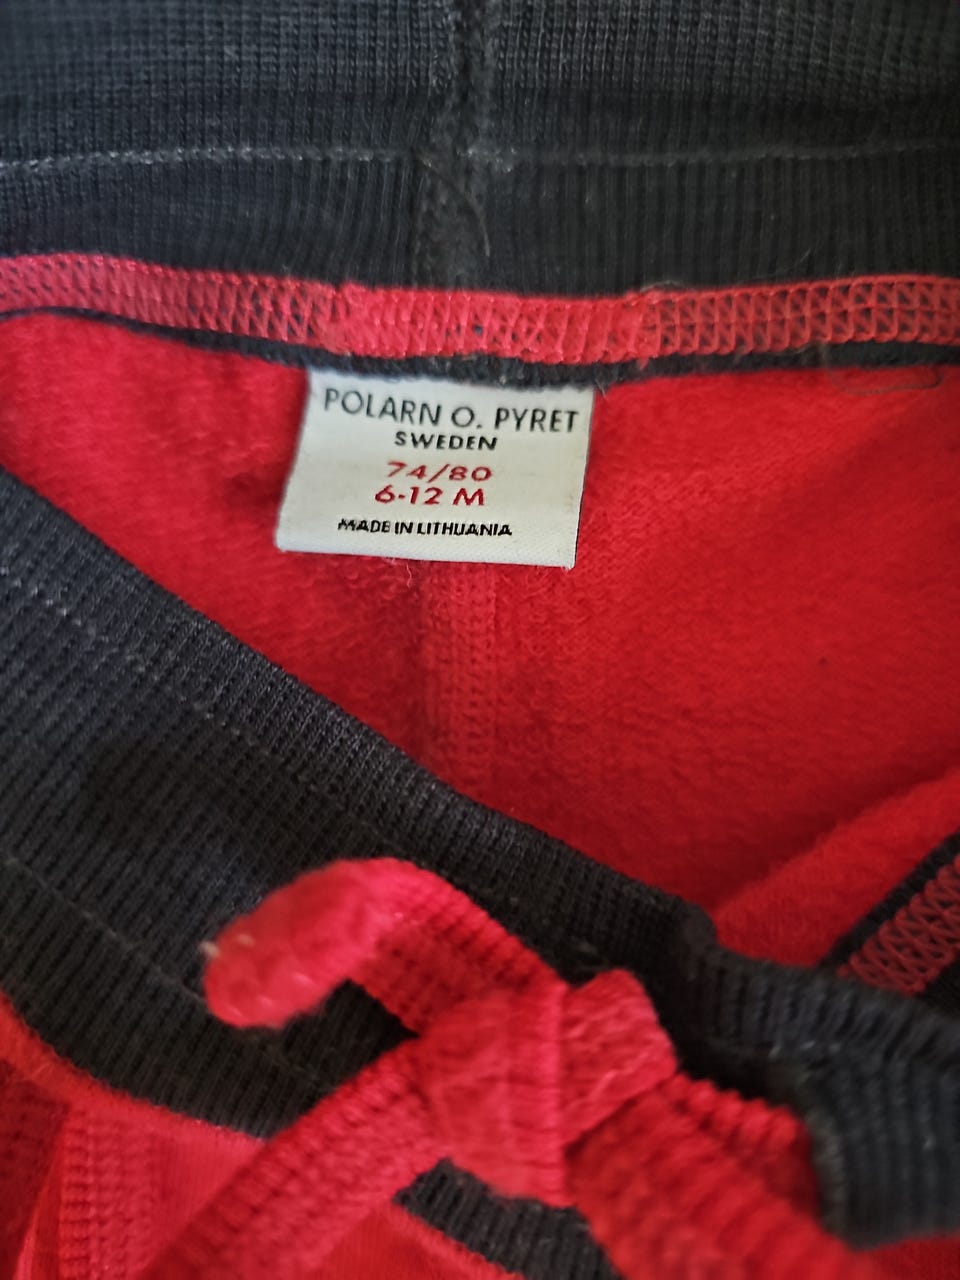 POLARN O. PYRET
SWEDEN
74/80
6-12 M
MADE IN LITHUANIA